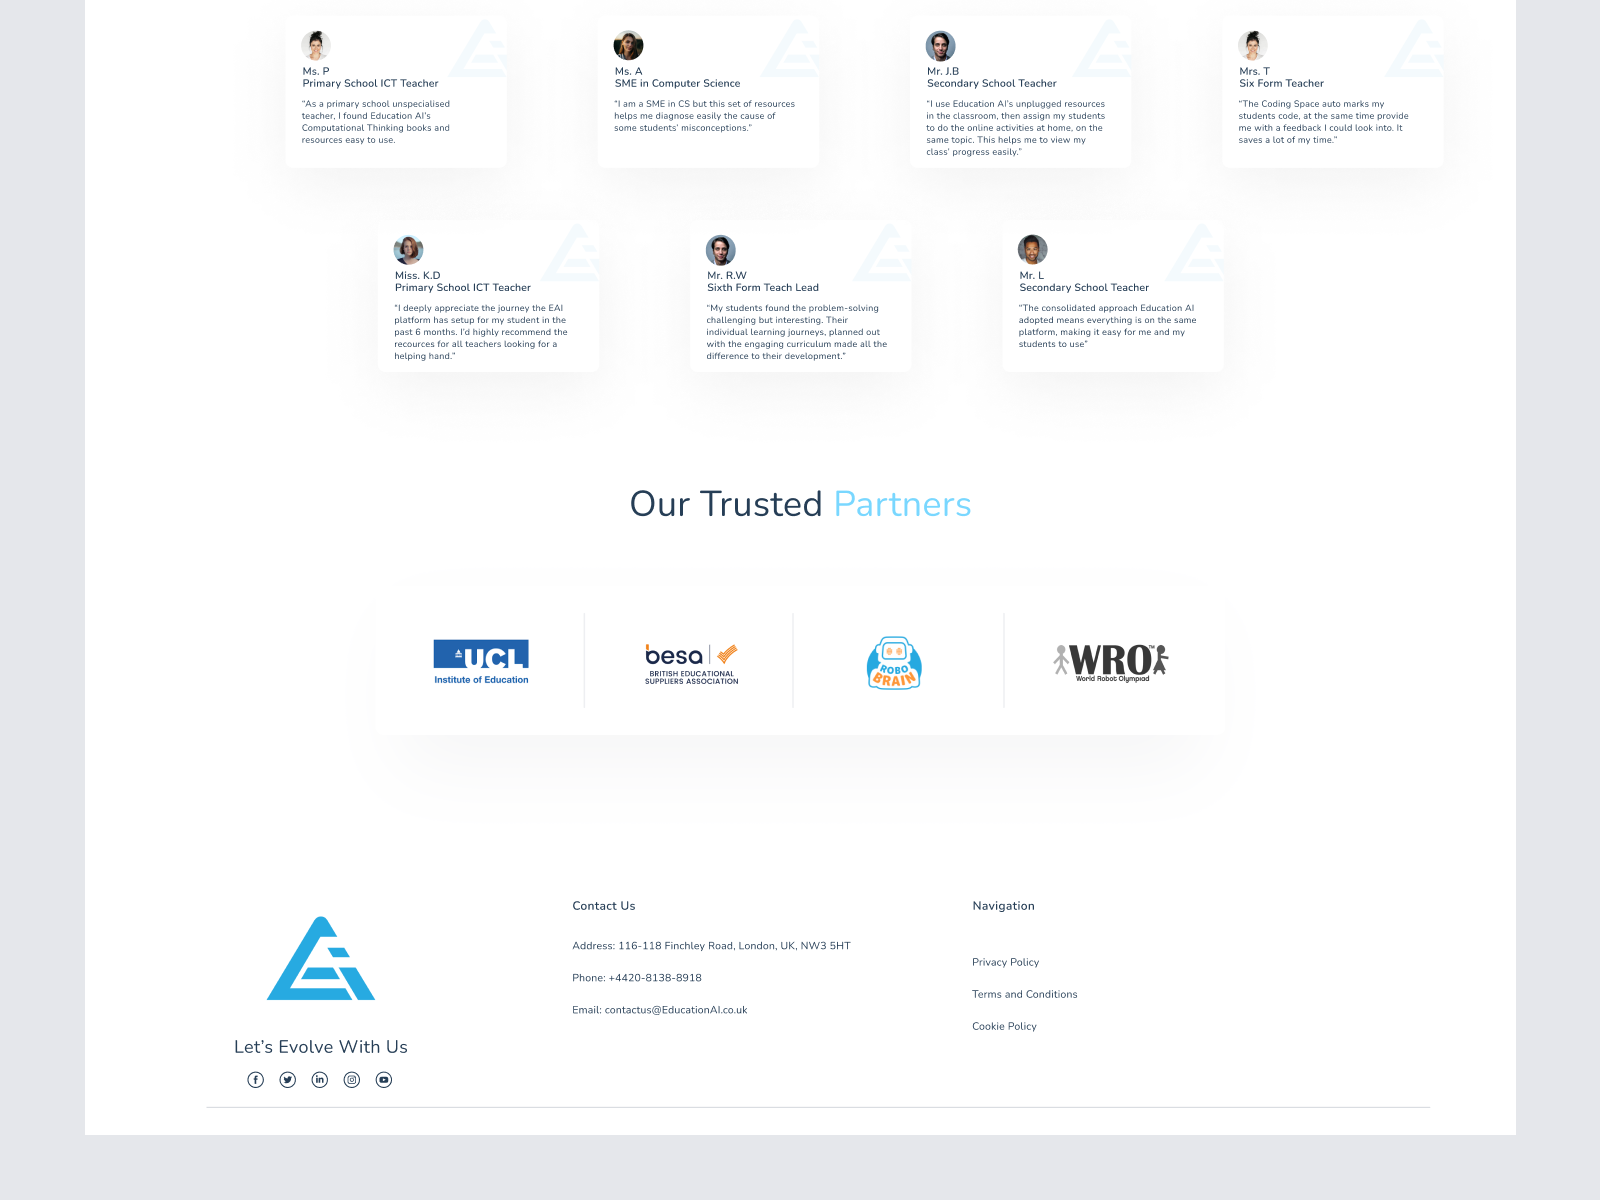 Ms. P
Primary School ICT Teacher
“As a primary school unspecialised
teacher, I found Education AI’s
Computational Thinking books and
resources easy to use.
Ms. A
SME in Computer Science
“I am a SME in CS but this set of resources
helps me diagnose easily the cause of
some students’ misconceptions.”
Mr. J.B
Secondary School Teacher
“I use Education AI’s unplugged resources
in the classroom, then assign my students
to do the online activities at home, on the
same topic. This helps me to view my
class’ progress easily.”
Mrs. T
Six Form Teacher
“The Coding Space auto marks my
students code, at the same time provide
me with a feedback I could look into. It
saves a lot of my time.”
Miss. K.D
Primary School ICT Teacher
“I deeply appreciate the journey the EAI
platform has setup for my student in the
past 6 months. I’d highly recommend the
recources for all teachers looking for a
helping hand.”
Mr. R.W
Sixth Form Teach Lead
“My students found the problem-solving
challenging but interesting. Their
individual learning journeys, planned out
with the engaging curriculum made all the
difference to their development.”
Mr. L
Secondary School Teacher
“The consolidated approach Education AI
adopted means everything is on the same
platform, making it easy for me and my
students to use”
Our Trusted Partners
UCL
Institute of Education
besa
BRITISH EDUCATIONAL
SUPPLIERS ASSOCIATION
ROBO
BRAIN
WRO™
World Robot Olympiad
Contact Us
Address: 116-118 Finchley Road, London, UK, NW3 5HT
Phone: +4420-8138-8918
Email: contactus@EducationAI.co.uk
Navigation
Privacy Policy
Terms and Conditions
Cookie Policy
Let’s Evolve With Us